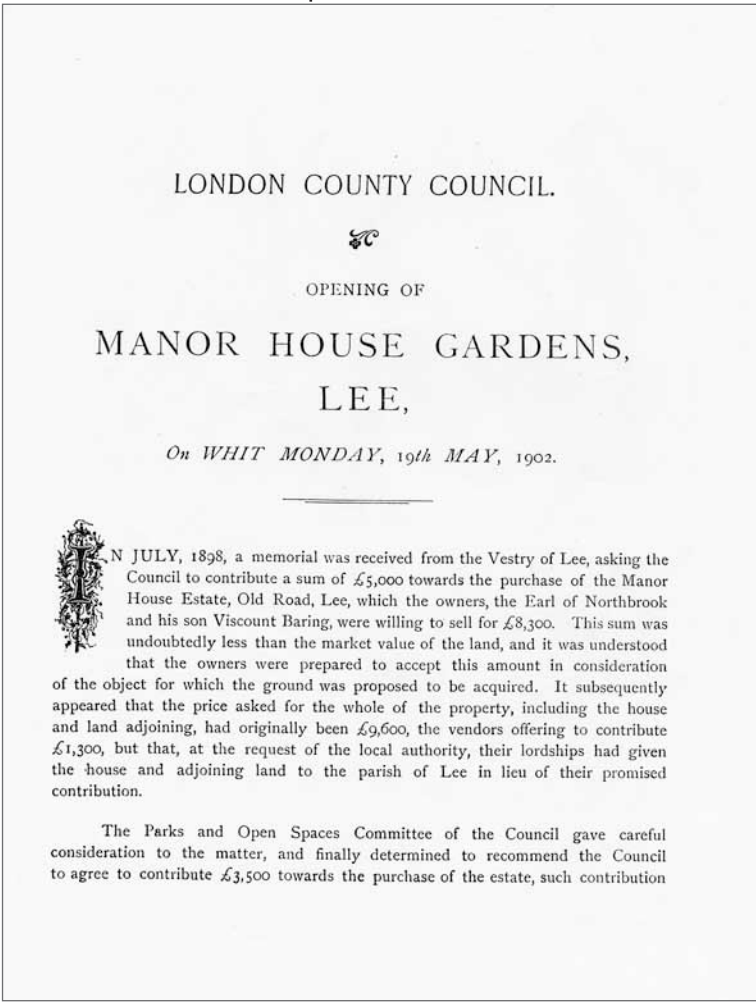 LONDON COUNTY COUNCIL.
OPENING OF
MANOR HOUSE GARDENS,
LEE,
On WHIT MONDAY, 19th MAY, 1902.
IN JULY, 1898, a memorial was received from the Vestry of Lee, asking the
Council to contribute a sum of £5,000 towards the purchase of the Manor
House Estate, Old Road, Lee, which the owners, the Earl of Northbrook
and his son Viscount Baring, were willing to sell for £8,300. This sum was
undoubtedly less than the market value of the land, and it was understood
that the owners were prepared to accept this amount in consideration
of the object for which the ground was proposed to be acquired. It subsequently
appeared that the price asked for the whole of the property, including the house
and land adjoining, had originally been £9,600, the vendors offering to contribute
£1,300, but that, at the request of the local authority, their lordships had given
the house and adjoining land to the parish of Lee in lieu of their promised
contribution.
The Parks and Open Spaces Committee of the Council gave careful
consideration to the matter, and finally determined to recommend the Council
to agree to contribute £3,500 towards the purchase of the estate, such contribution